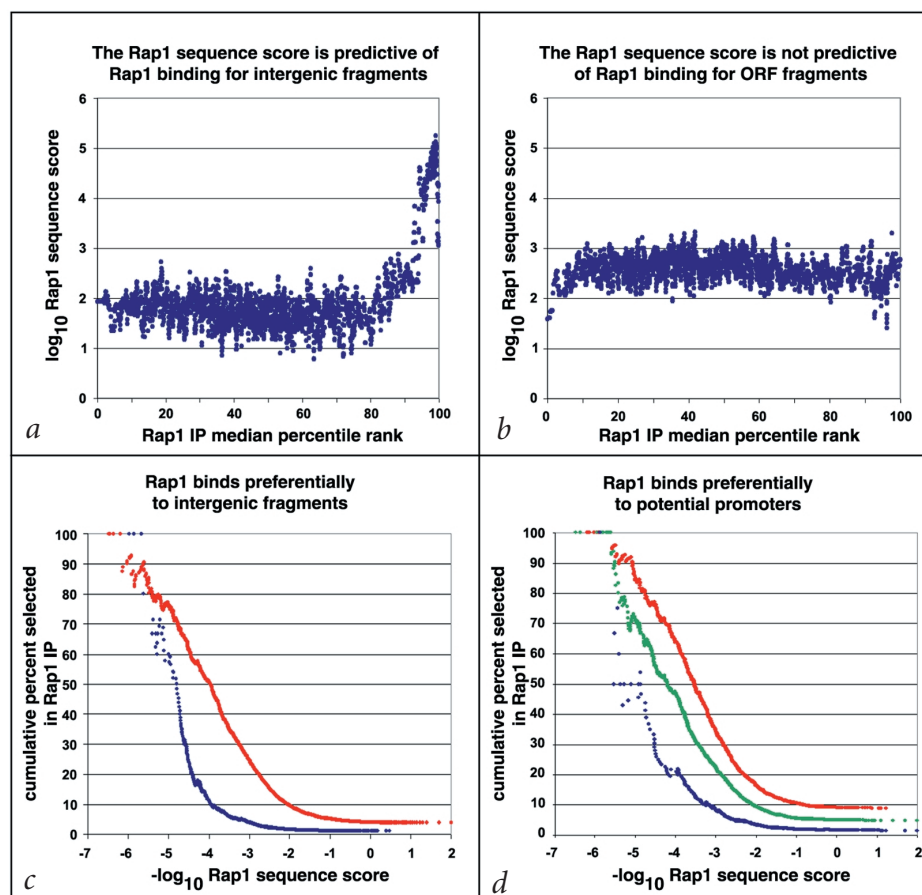 The Rap1 sequence score is predictive of
Rap1 binding for intergenic fragments
6
5
4
3
2
1
0
log10 Rap1 sequence score
0 20 40 60 80 100
Rap1 IP median percentile rank
a
The Rap1 sequence score is not predictive
of Rap1 binding for ORF fragments
6
5
4
3
2
1
0
log10 Rap1 sequence score
0 20 40 60 80 100
Rap1 IP median percentile rank
b
Rap1 binds preferentially
to intergenic fragments
100
90
80
70
60
50
40
30
20
10
0
cumulative percent selected
in Rap1 IP
-7 -6 -5 -4 -3 -2 -1 0 1 2
-log10 Rap1 sequence score
c
Rap1 binds preferentially
to potential promoters
100
90
80
70
60
50
40
30
20
10
0
cumulative percent selected
in Rap1 IP
-7 -6 -5 -4 -3 -2 -1 0 1 2
-log10 Rap1 sequence score
d